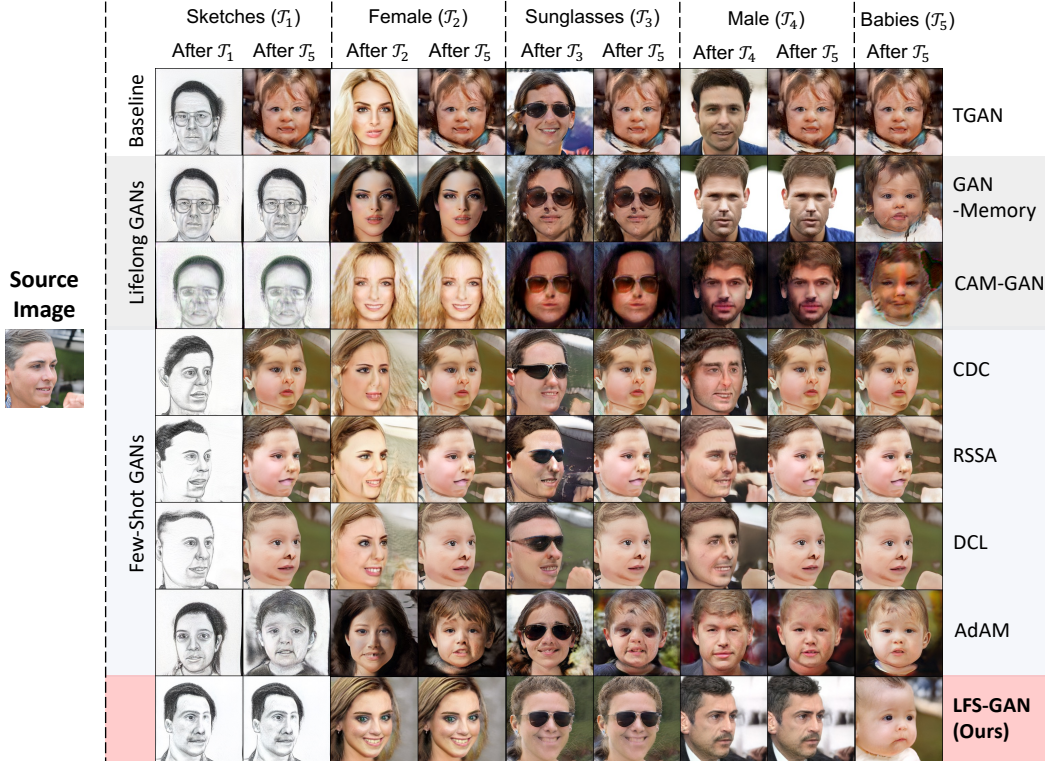 Sketches (𝒯₁) Female (𝒯₂) Sunglasses (𝒯₃) Male (𝒯₄) Babies (𝒯₅)
After 𝒯₁ After 𝒯₅ After 𝒯₂ After 𝒯₅ After 𝒯₃ After 𝒯₅ After 𝒯₄ After 𝒯₅ After 𝒯₅
Baseline
TGAN
Lifelong GANs
GAN
-Memory
CAM-GAN
Source
Image
Few-Shot GANs
CDC
RSSA
DCL
AdAM
LFS-GAN
(Ours)